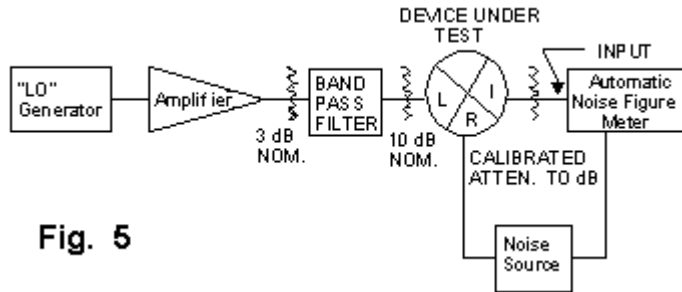 DEVICE UNDER
TEST
INPUT
"LO"
Generator
Amplifier
BAND
PASS
FILTER
L
I
R
Automatic
Noise Figure
Meter
3 dB
NOM.
10 dB
NOM.
CALIBRATED
ATTEN. TO dB
Fig. 5
Noise
Source